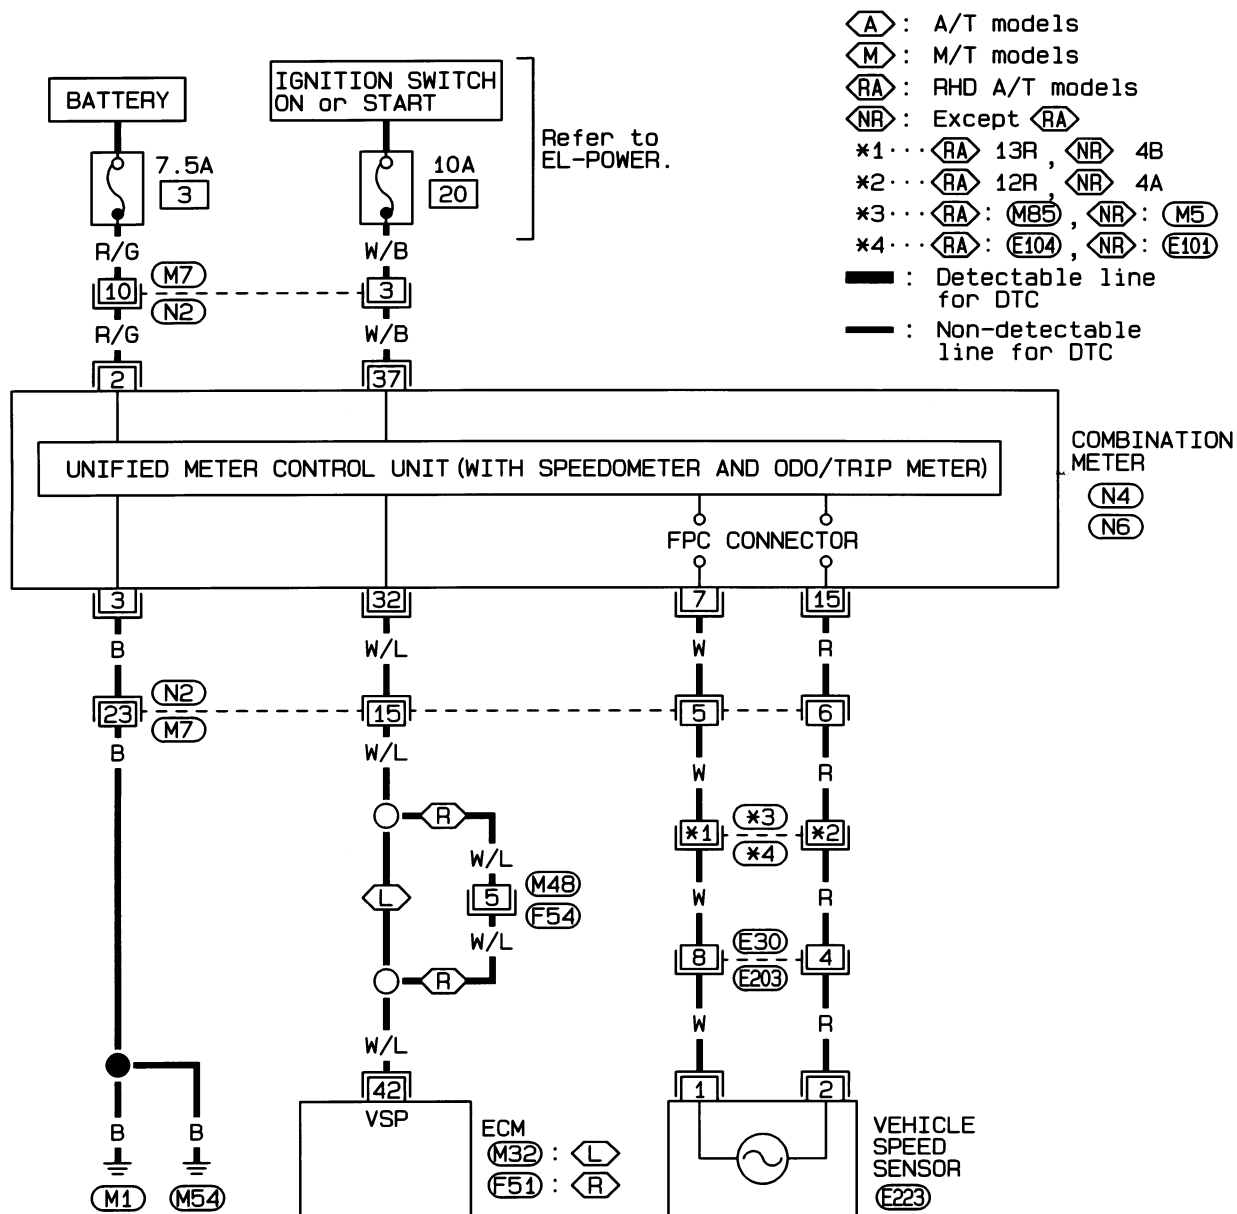 A : A/T models
M : M/T models
RA : RHD A/T models
NR : Except RA
*1··· RA 13R , NR 4B
*2··· RA 12R , NR 4A
*3··· RA : M85 , NR : M5
*4··· RA : E104 , NR : E101
: Detectable line
for DTC
: Non-detectable
line for DTC
BATTERY
IGNITION SWITCH
ON or START
Refer to
EL-POWER.
7.5A
3
10A
20
R/G
W/B
10
M7
N2
3
R/G
W/B
2
37
UNIFIED METER CONTROL UNIT (WITH SPEEDOMETER AND ODO/TRIP METER)
COMBINATION
METER
N4
N6
FPC CONNECTOR
3
32
7
15
B
W/L
W
R
23
N2
M7
15
5
6
B
W/L
W
R
R
W/L
L
5
M48
F54
W/L
R
*1
*3
*4
*2
W
R
8
E30
E203
4
W
R
W/L
42
VSP
ECM
M32 : L
F51 : R
1
2
VEHICLE
SPEED
SENSOR
E223
B
B
M1
M54